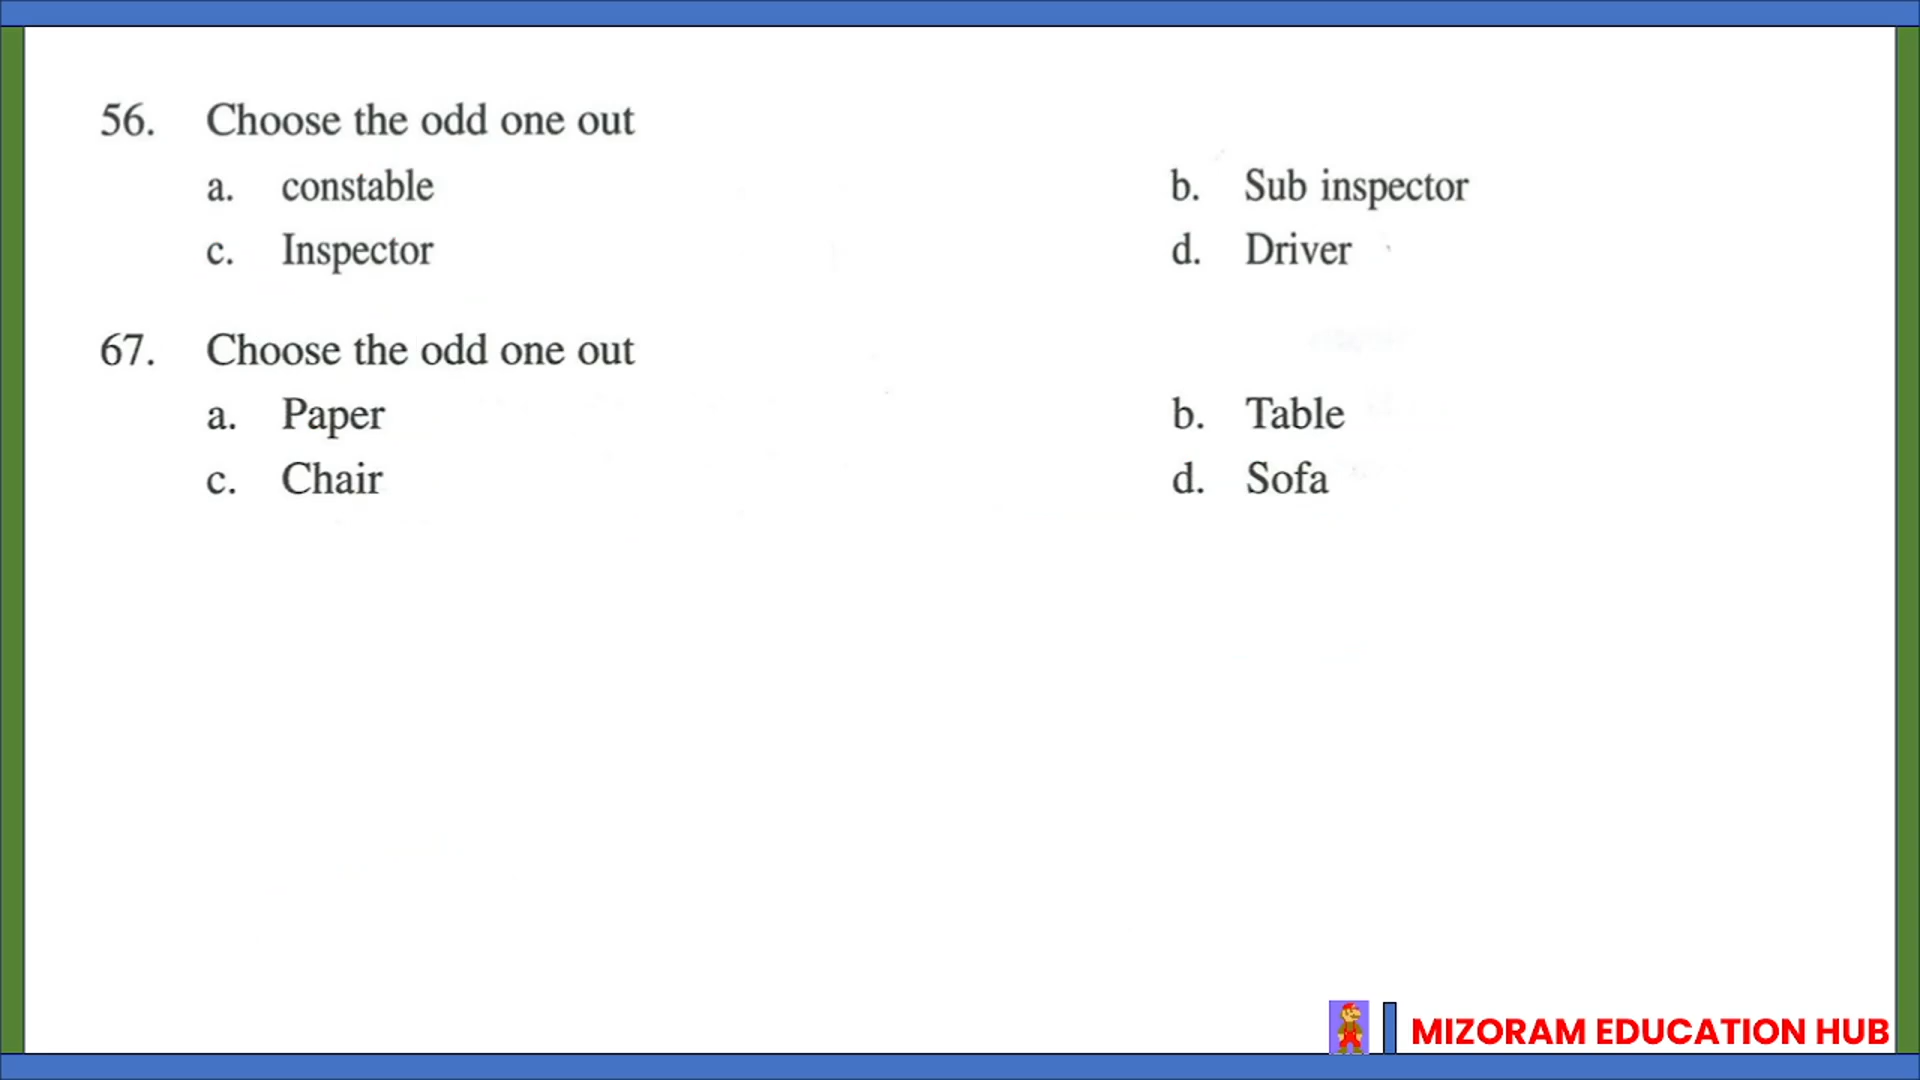 56. Choose the odd one out
a. constable b. Sub inspector
c. Inspector d. Driver
67. Choose the odd one out
a. Paper b. Table
c. Chair d. Sofa
MIZORAM EDUCATION HUB